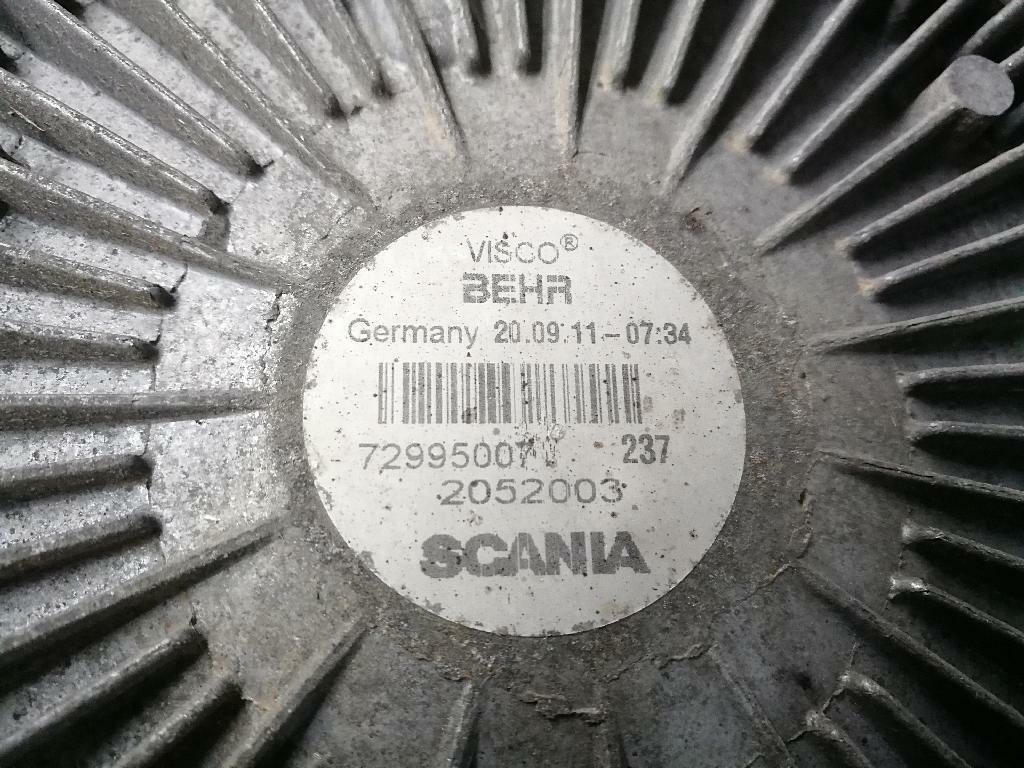 VISCO®
BEHR
Germany 20.09.11-07:34
237
2052003
SCANIA